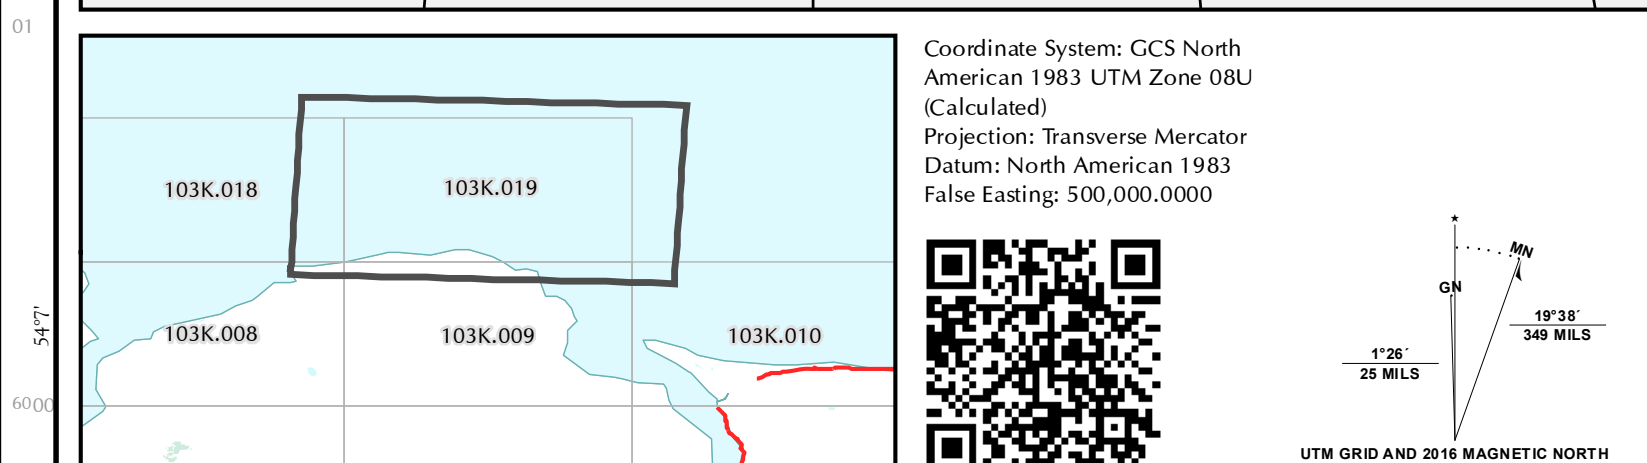 01
54°7'
6000
103K.018
103K.019
103K.008
103K.009
103K.010
Coordinate System: GCS North
American 1983 UTM Zone 08U
(Calculated)
Projection: Transverse Mercator
Datum: North American 1983
False Easting: 500,000.0000
MN
GN
19°38´
349 MILS
1°26´
25 MILS
UTM GRID AND 2016 MAGNETIC NORTH